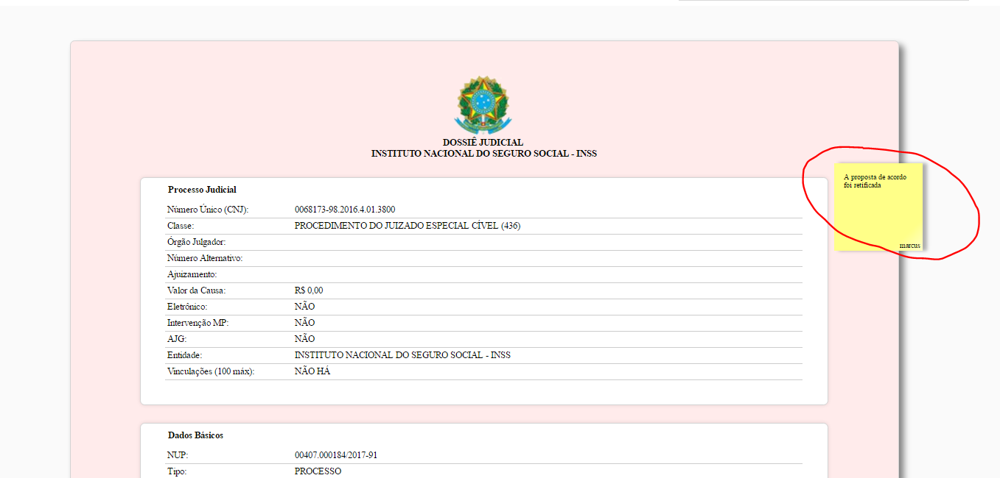 DOSSIÊ JUDICIAL
INSTITUTO NACIONAL DO SEGURO SOCIAL - INSS
A proposta de acordo
foi retificada
marcus
Processo Judicial
Número Único (CNJ): 0068173-98.2016.4.01.3800
Classe: PROCEDIMENTO DO JUIZADO ESPECIAL CÍVEL (436)
Órgão Julgador:
Número Alternativo:
Ajuizamento:
Valor da Causa: R$ 0,00
Eletrônico: NÃO
Intervenção MP: NÃO
AJG: NÃO
Entidade: INSTITUTO NACIONAL DO SEGURO SOCIAL - INSS
Vinculações (100 máx): NÃO HÁ
Dados Básicos
NUP: 00407.000184/2017-91
Tipo: PROCESSO